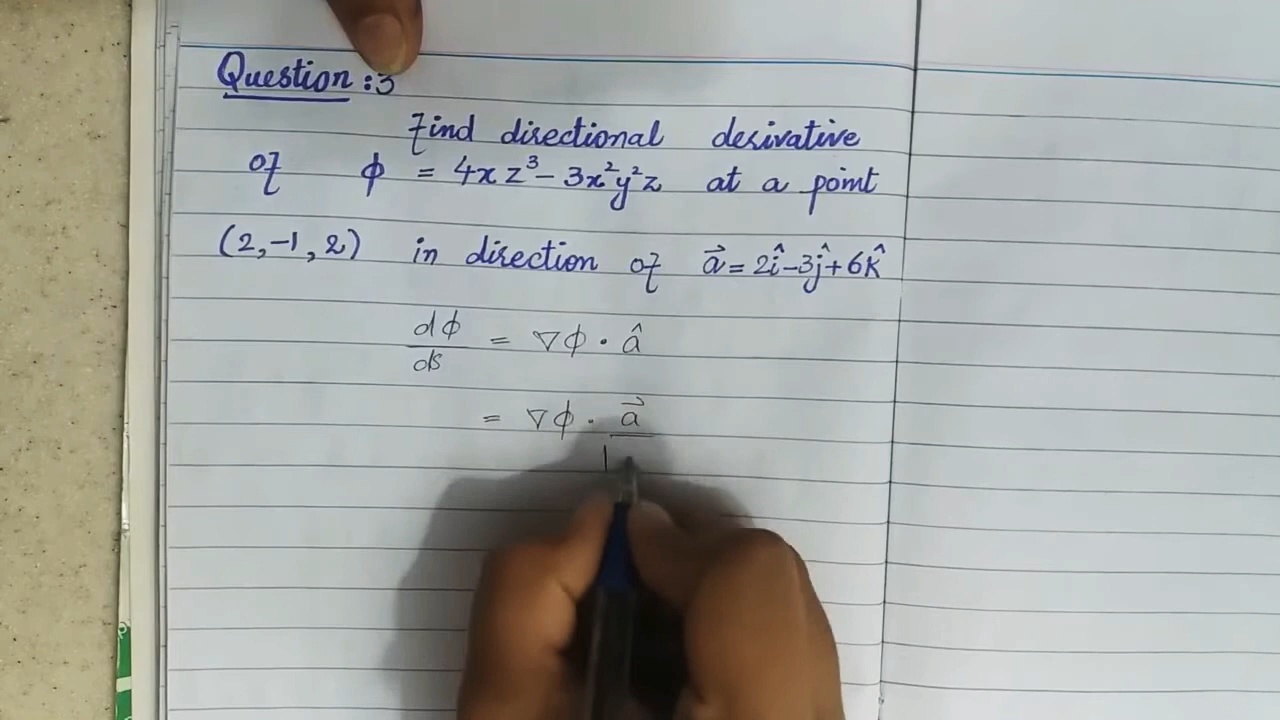 Question :3
Find directional derivative
of ϕ = 4xz³ - 3x²y²z at a point
(2,-1,2) in direction of a⃗ = 2î-3ĵ+6k̂
dϕ/ds = ∇ϕ · â
= ∇ϕ · a⃗